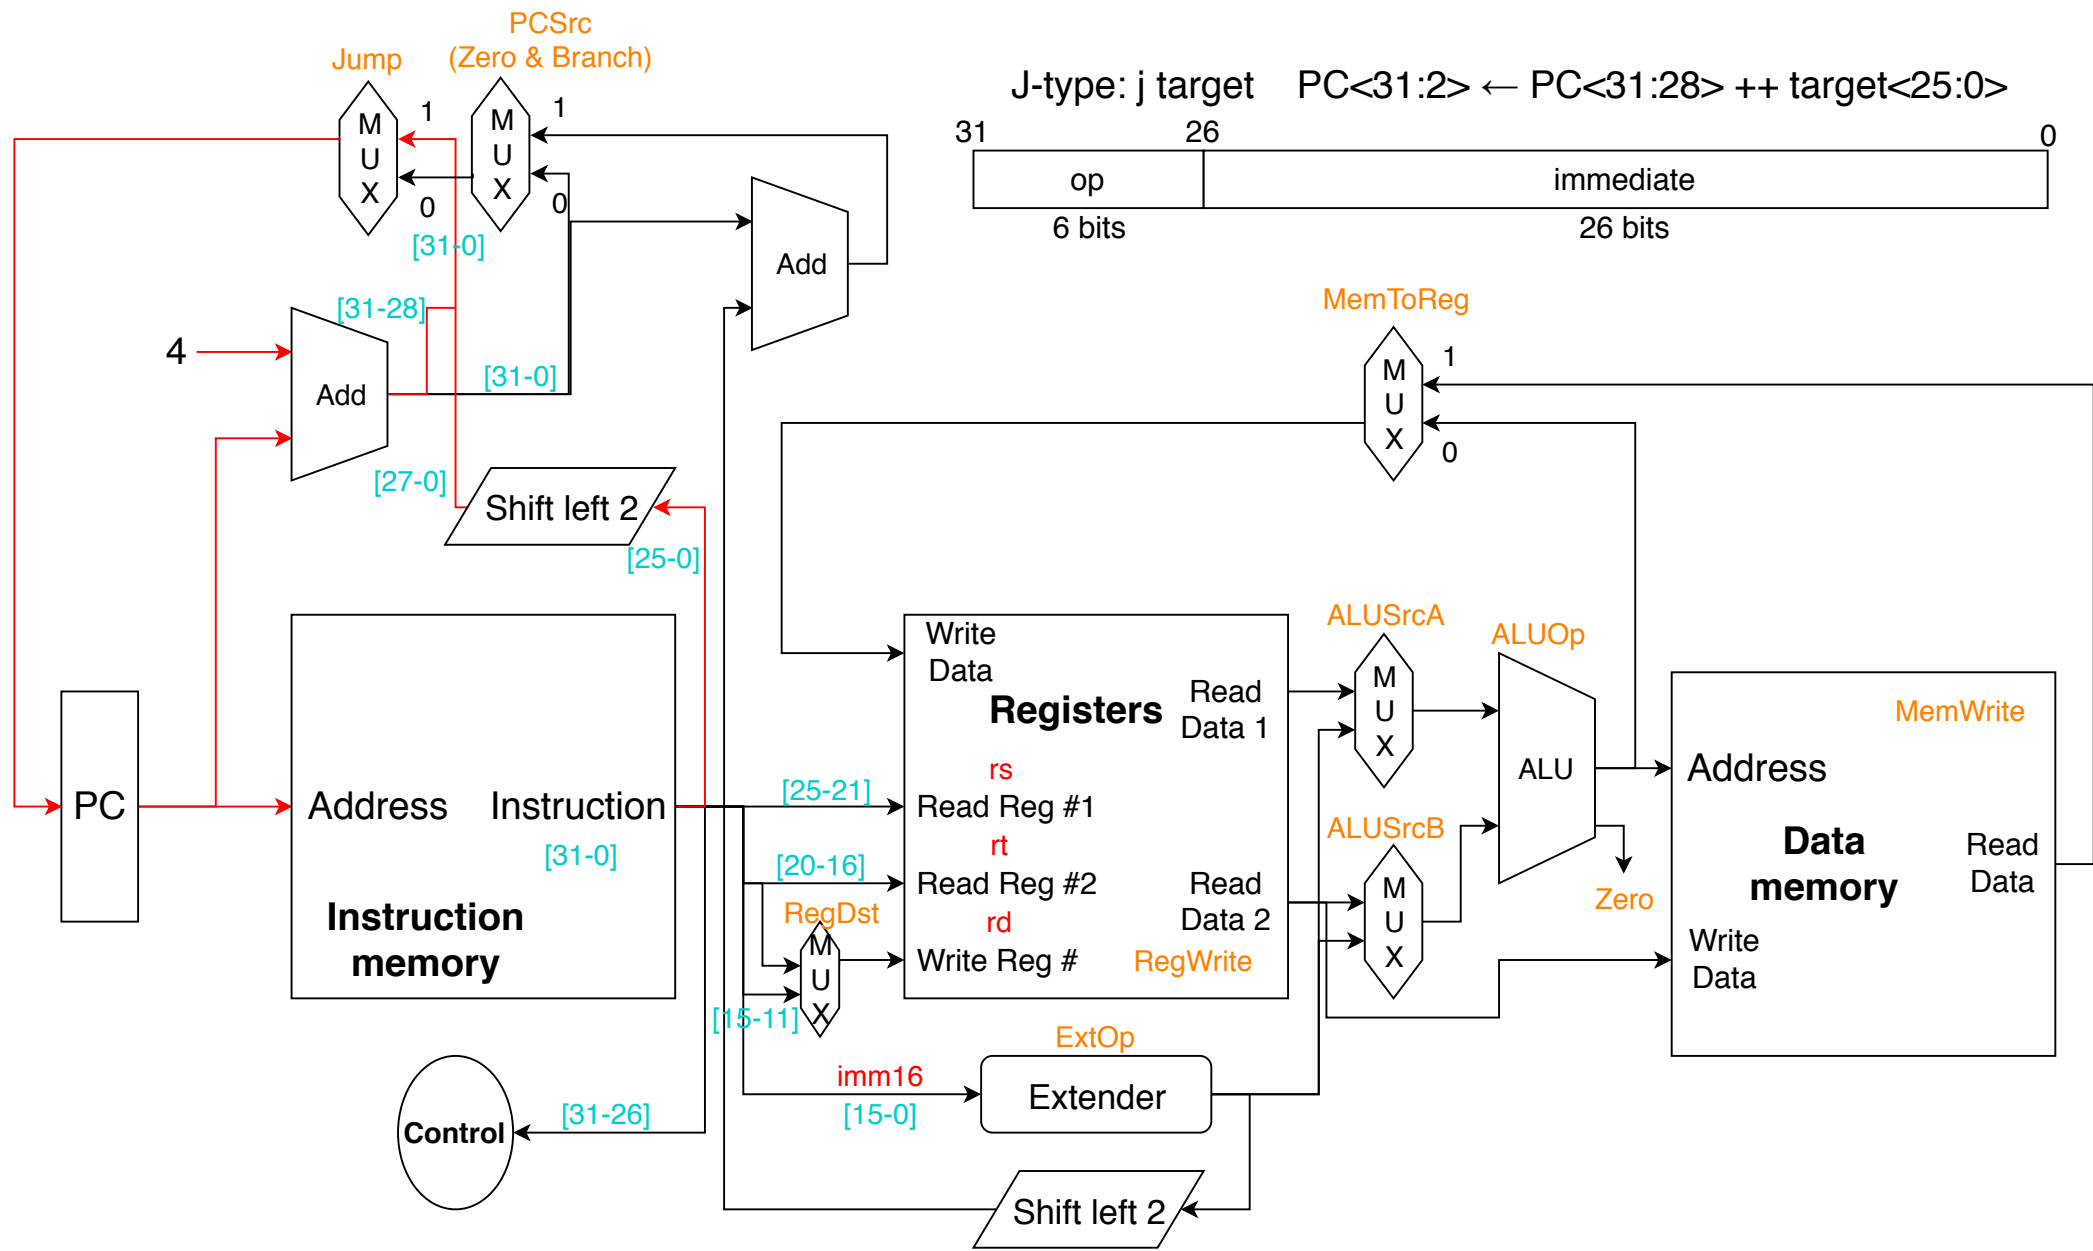 PCSrc
(Zero & Branch)
Jump
J-type: j target PC<31:2> ← PC<31:28> ++ target<25:0>
31
26
0
op
immediate
6 bits
26 bits
M
U
X
1
0
M
U
X
1
0
[31-0]
Add
[31-28]
4
Add
[31-0]
[27-0]
Shift left 2
[25-0]
MemToReg
M
U
X
1
0
PC
Address
Instruction
[31-0]
Instruction
memory
Control
[31-26]
[25-21]
[20-16]
RegDst
M
U
X
[15-11]
imm16
[15-0]
Write
Data
Registers
Read
Data 1
rs
Read Reg #1
rt
Read Reg #2
rd
Write Reg #
Read
Data 2
RegWrite
ExtOp
Extender
Shift left 2
ALUSrcA
M
U
X
ALUSrcB
M
U
X
ALUOp
ALU
Zero
MemWrite
Address
Data
memory
Read
Data
Write
Data